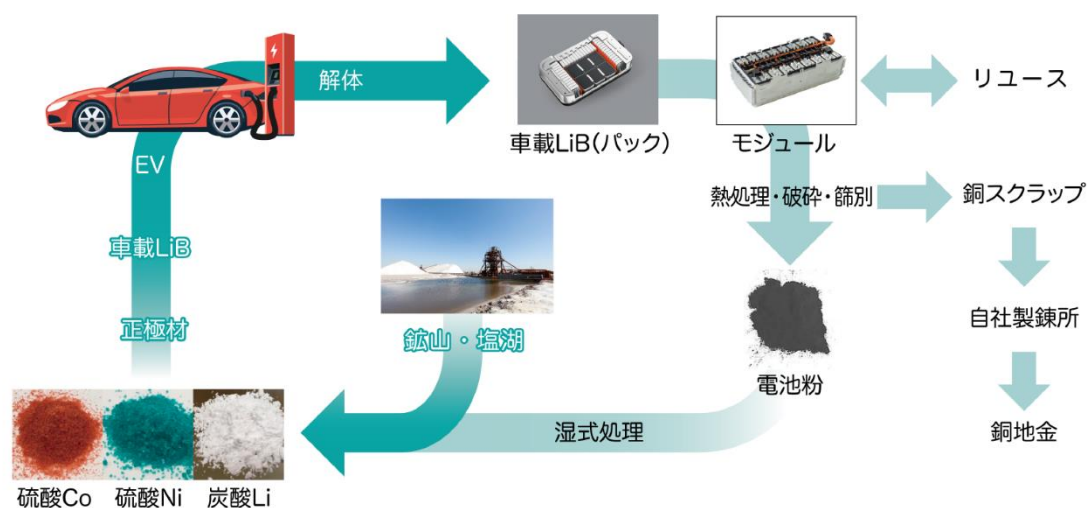 解体
車載LiB(パック)
モジュール
リユース
EV
熱処理・破砕・篩別
銅スクラップ
車載LiB
正極材
鉱山・塩湖
電池粉
自社製錬所
湿式処理
銅地金
硫酸Co
硫酸Ni
炭酸Li